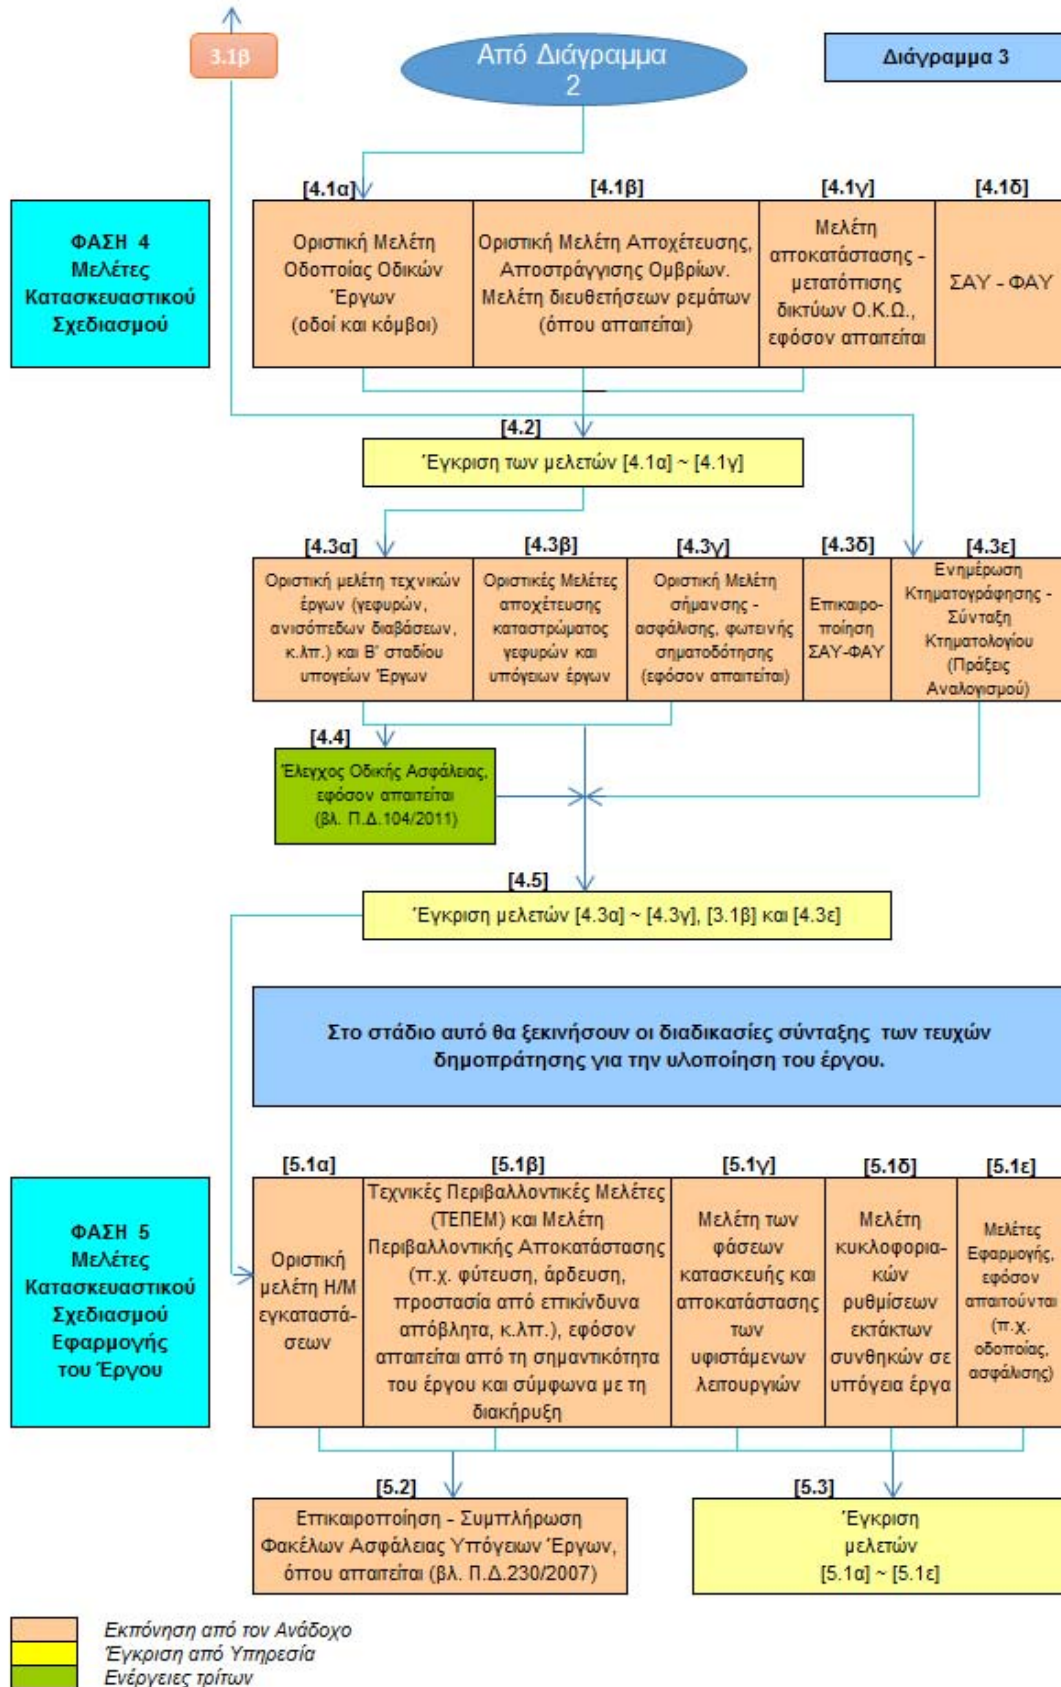 3.1β
Από Διάγραμμα
2
Διάγραμμα 3
[4.1α]
[4.1β]
[4.1γ]
[4.1δ]
ΦΑΣΗ 4
Μελέτες
Κατασκευαστικού
Σχεδιασμού
Οριστική Μελέτη
Οδοποιίας Οδικών
Έργων
(οδοί και κόμβοι)
Οριστική Μελέτη Αποχέτευσης,
Αποστράγγισης Ομβρίων.
Μελέτη διευθετήσεων ρεμάτων
(όπου απαιτείται)
Μελέτη
αποκατάστασης -
μετατόπισης
δικτύων Ο.Κ.Ω.,
εφόσον απαιτείται
ΣΑΥ - ΦΑΥ
[4.2]
Έγκριση των μελετών [4.1α] ~ [4.1γ]
[4.3α]
[4.3β]
[4.3γ]
[4.3δ]
[4.3ε]
Οριστική μελέτη τεχνικών
έργων (γεφυρών,
ανισόπεδων διαβάσεων,
κ.λπ.) και Β' σταδίου
υπογείων Έργων
Οριστικές Μελέτες
αποχέτευσης
καταστρώματος
γεφυρών και
υπόγειων έργων
Οριστική Μελέτη
σήμανσης -
ασφάλισης, φωτεινής
σηματοδότησης
(εφόσον απαιτείται)
Επικαιρο-
ποίηση
ΣΑΥ-ΦΑΥ
Ενημέρωση
Κτηματογράφησης -
Σύνταξη
Κτηματολογίου
(Πράξεις
Αναλογισμού)
[4.4]
Έλεγχος Οδικής Ασφάλειας,
εφόσον απαιτείται
(βλ. Π.Δ.104/2011)
[4.5]
Έγκριση μελετών [4.3α] ~ [4.3γ], [3.1β] και [4.3ε]
Στο στάδιο αυτό θα ξεκινήσουν οι διαδικασίες σύνταξης των τευχών
δημοπράτησης για την υλοποίηση του έργου.
[5.1α]
[5.1β]
[5.1γ]
[5.1δ]
[5.1ε]
ΦΑΣΗ 5
Μελέτες
Κατασκευαστικού
Σχεδιασμού
Εφαρμογής
του Έργου
Οριστική
μελέτη Η/Μ
εγκαταστά-
σεων
Τεχνικές Περιβαλλοντικές Μελέτες
(ΤΕΠΕΜ) και Μελέτη
Περιβαλλοντικής Αποκατάστασης
(π.χ. φύτευση, άρδευση,
προστασία από επικίνδυνα
απόβλητα, κ.λπ.), εφόσον
απαιτείται από τη σημαντικότητα
του έργου και σύμφωνα με τη
διακήρυξη
Μελέτη των
φάσεων
κατασκευής και
αποκατάστασης
των
υφιστάμενων
λειτουργιών
Μελέτη
κυκλοφορια-
κών
ρυθμίσεων
εκτάκτων
συνθηκών σε
υπόγεια έργα
Μελέτες
Εφαρμογής,
εφόσον
απαιτούνται
(π.χ.
οδοποιίας,
ασφάλισης)
[5.2]
Επικαιροποίηση - Συμπλήρωση
Φακέλων Ασφάλειας Υπόγειων Έργων,
όπου απαιτείται (βλ. Π.Δ.230/2007)
[5.3]
Έγκριση
μελετών
[5.1α] ~ [5.1ε]
Εκπόνηση από τον Ανάδοχο
Έγκριση από Υπηρεσία
Ενέργειες τρίτων